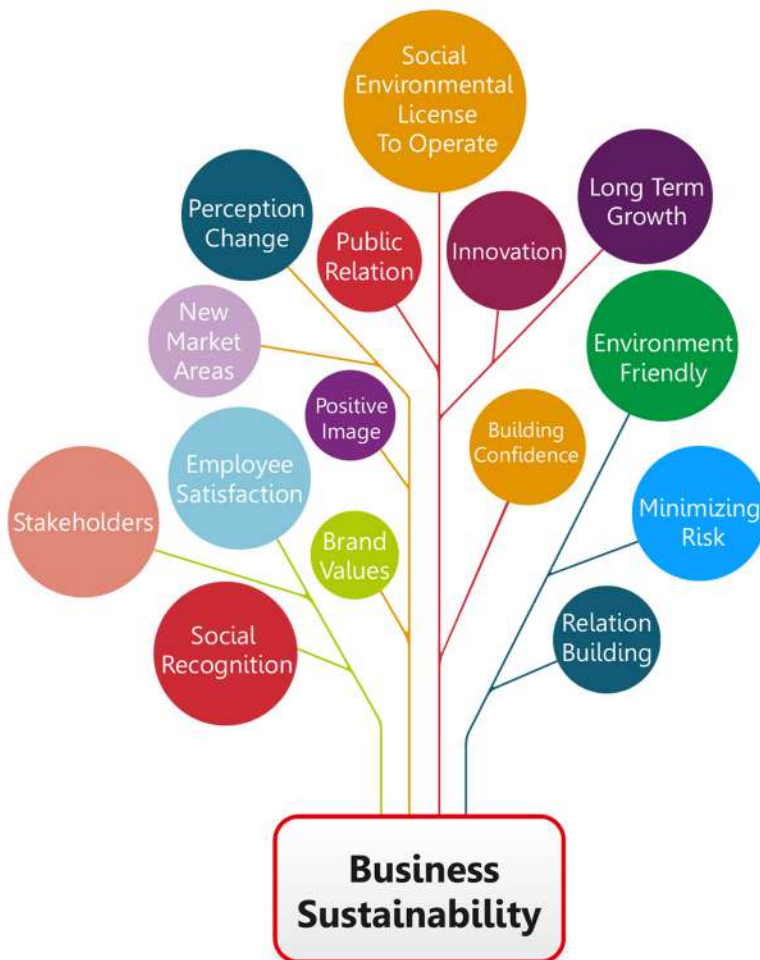 Social
Environmental
License
To Operate
Perception
Change
Public
Relation
Innovation
Long Term
Growth
New
Market
Areas
Environment
Friendly
Positive
Image
Building
Confidence
Employee
Satisfaction
Stakeholders
Minimizing
Risk
Brand
Values
Social
Recognition
Relation
Building
Business
Sustainability